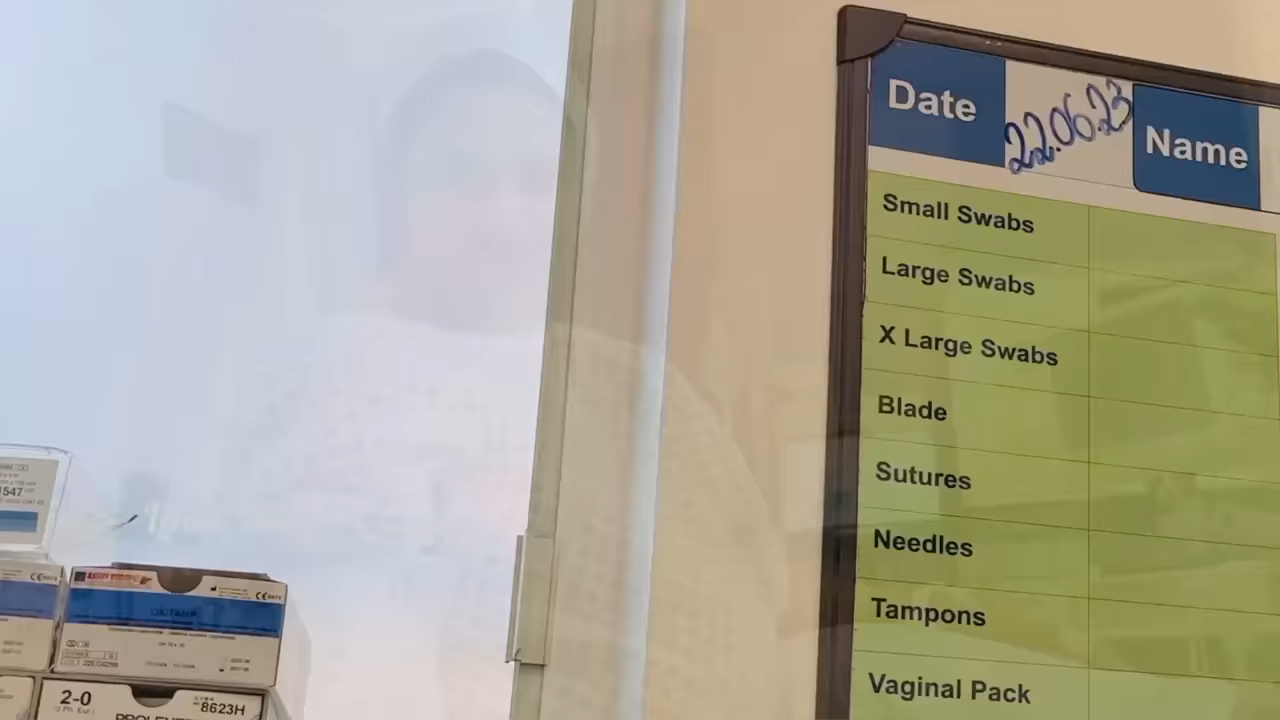 Date 22.06.23 Name
Small Swabs
Large Swabs
X Large Swabs
Blade
Sutures
Needles
Tampons
Vaginal Pack
1547
2-0
8623H